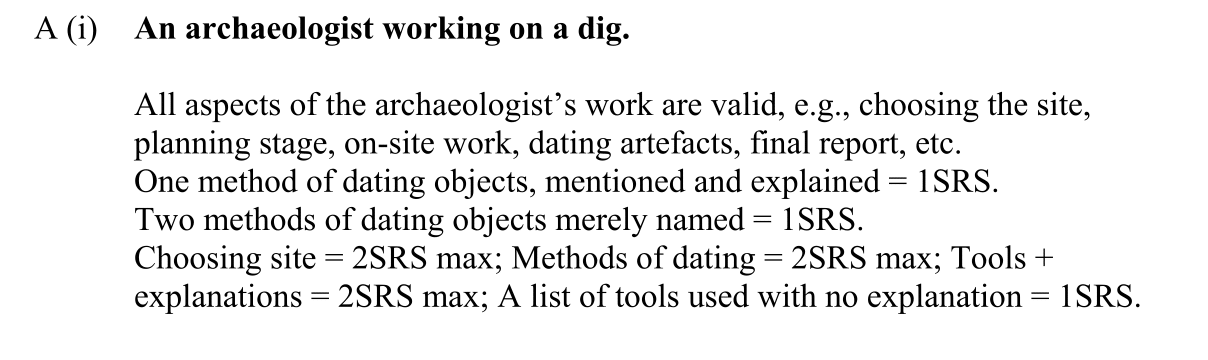 A (i) An archaeologist working on a dig.
All aspects of the archaeologist’s work are valid, e.g., choosing the site,
planning stage, on-site work, dating artefacts, final report, etc.
One method of dating objects, mentioned and explained = 1SRS.
Two methods of dating objects merely named = 1SRS.
Choosing site = 2SRS max; Methods of dating = 2SRS max; Tools +
explanations = 2SRS max; A list of tools used with no explanation = 1SRS.